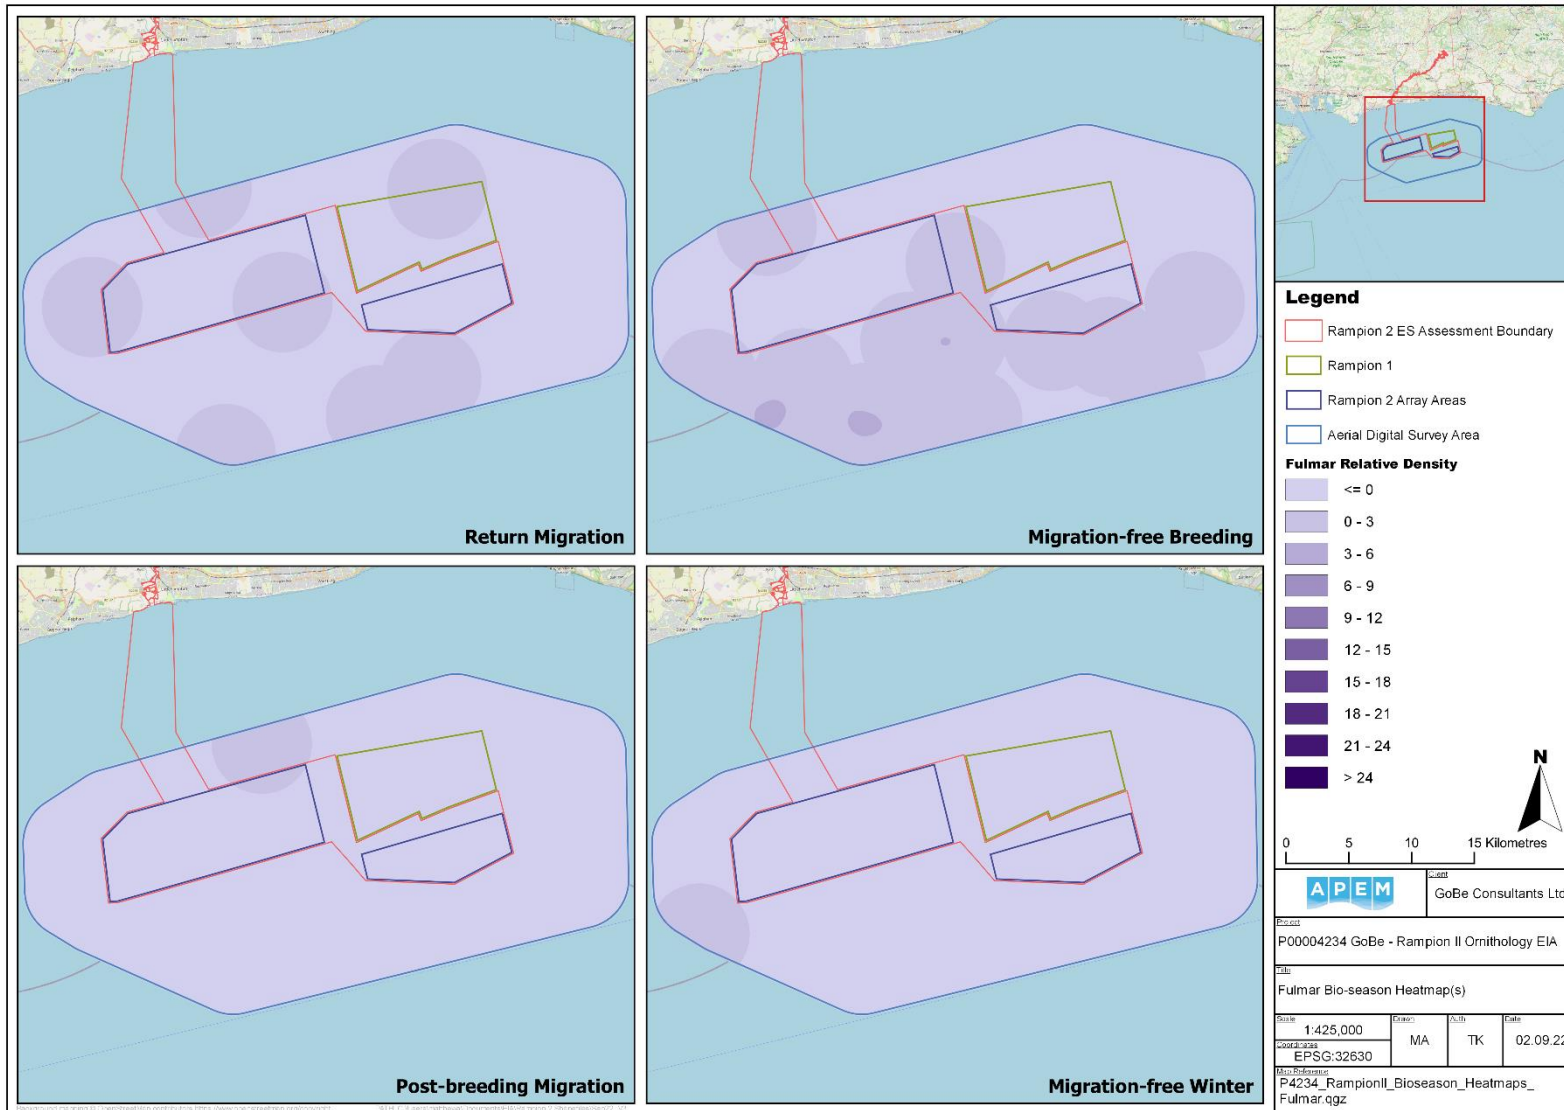 Return Migration
Migration-free Breeding
Post-breeding Migration
Migration-free Winter
Legend
Rampion 2 ES Assessment Boundary
Rampion 1
Rampion 2 Array Areas
Aerial Digital Survey Area
Fulmar Relative Density
<= 0
0 - 3
3 - 6
6 - 9
9 - 12
12 - 15
15 - 18
18 - 21
21 - 24
> 24
N
0 5 10 15 Kilometres
APEM
Client
GoBe Consultants Ltd
Project
P00004234 GoBe - Rampion II Ornithology EIA
Title
Fulmar Bio-season Heatmap(s)
Scale
1:425,000
Coordinates
EPSG:32630
Drawn
MA
Auth
TK
Date
02.09.22
Map Reference
P4234_RampionII_Bioseason_Heatmaps_
Fulmar.qgz